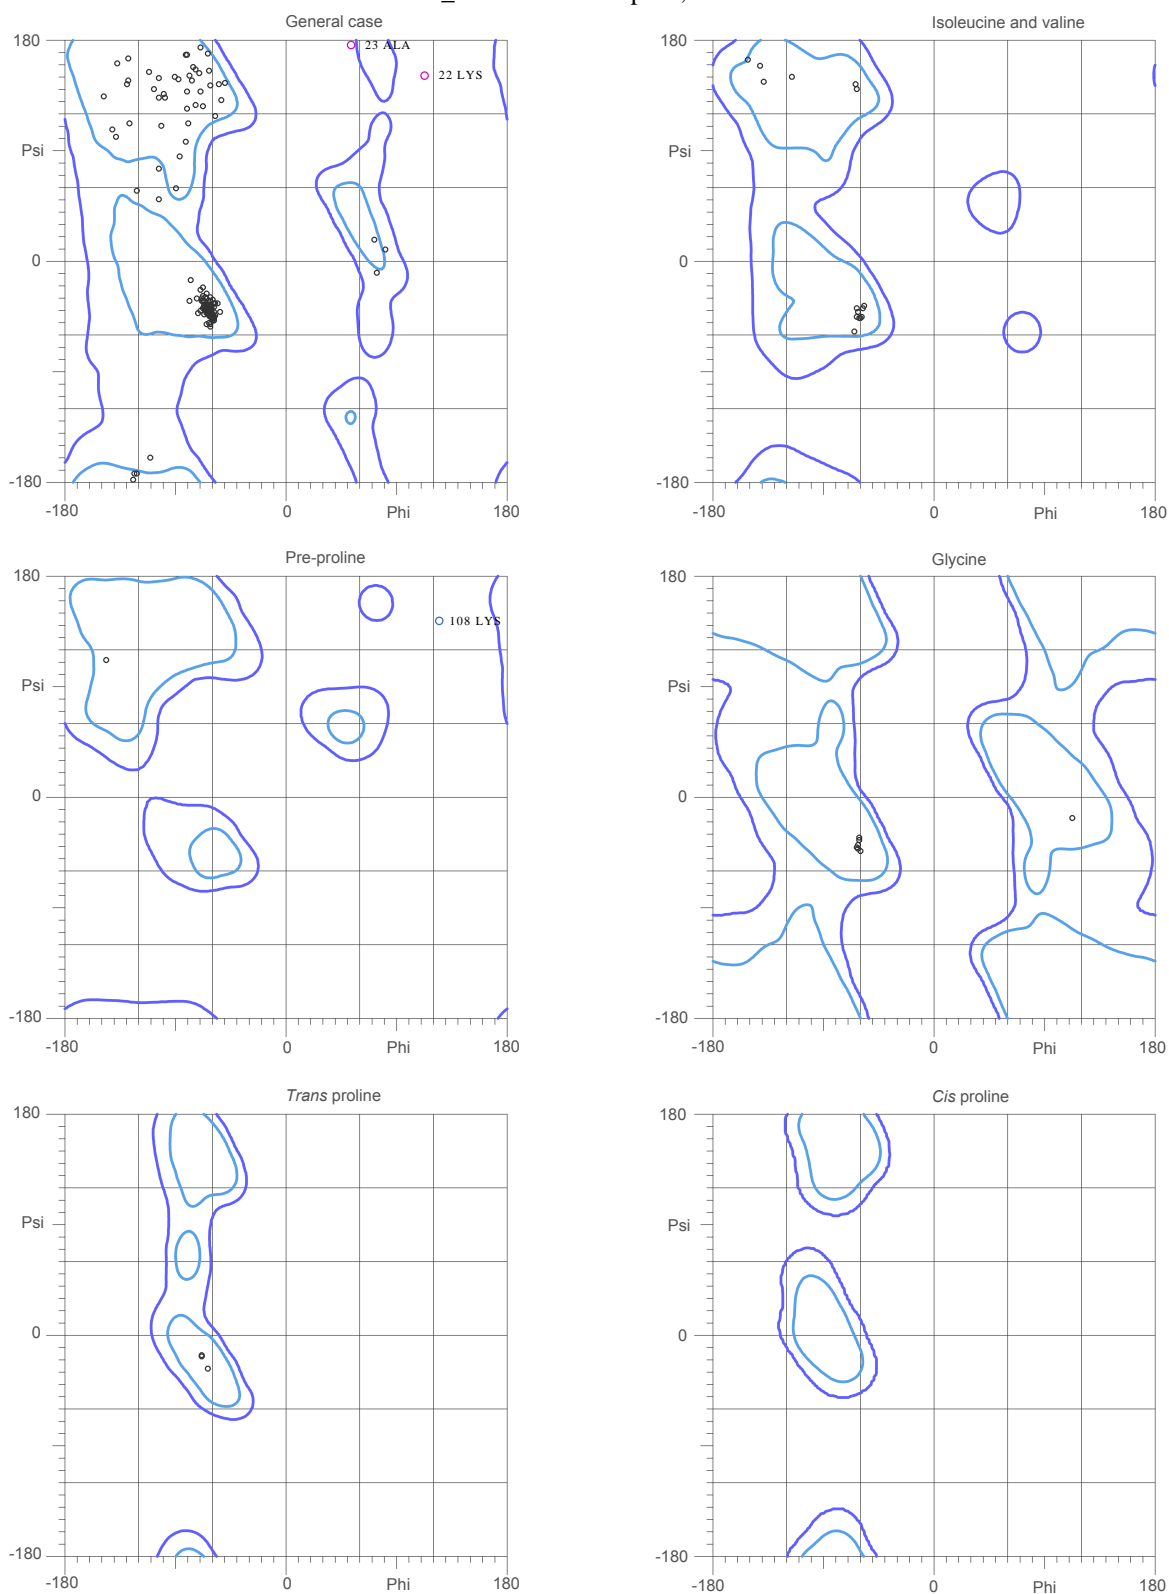 General case
Isoleucine and valine
180
23 ALA
22 LYS
Psi
0
-180
-180
0
Phi
180
180
Psi
0
-180
-180
0
Phi
180
Pre-proline
Glycine
180
108 LYS
Psi
0
-180
-180
0
Phi
180
180
Psi
0
-180
-180
0
Phi
180
Trans proline
Cis proline
180
Psi
0
-180
-180
0
Phi
180
180
Psi
0
-180
-180
0
Phi
180